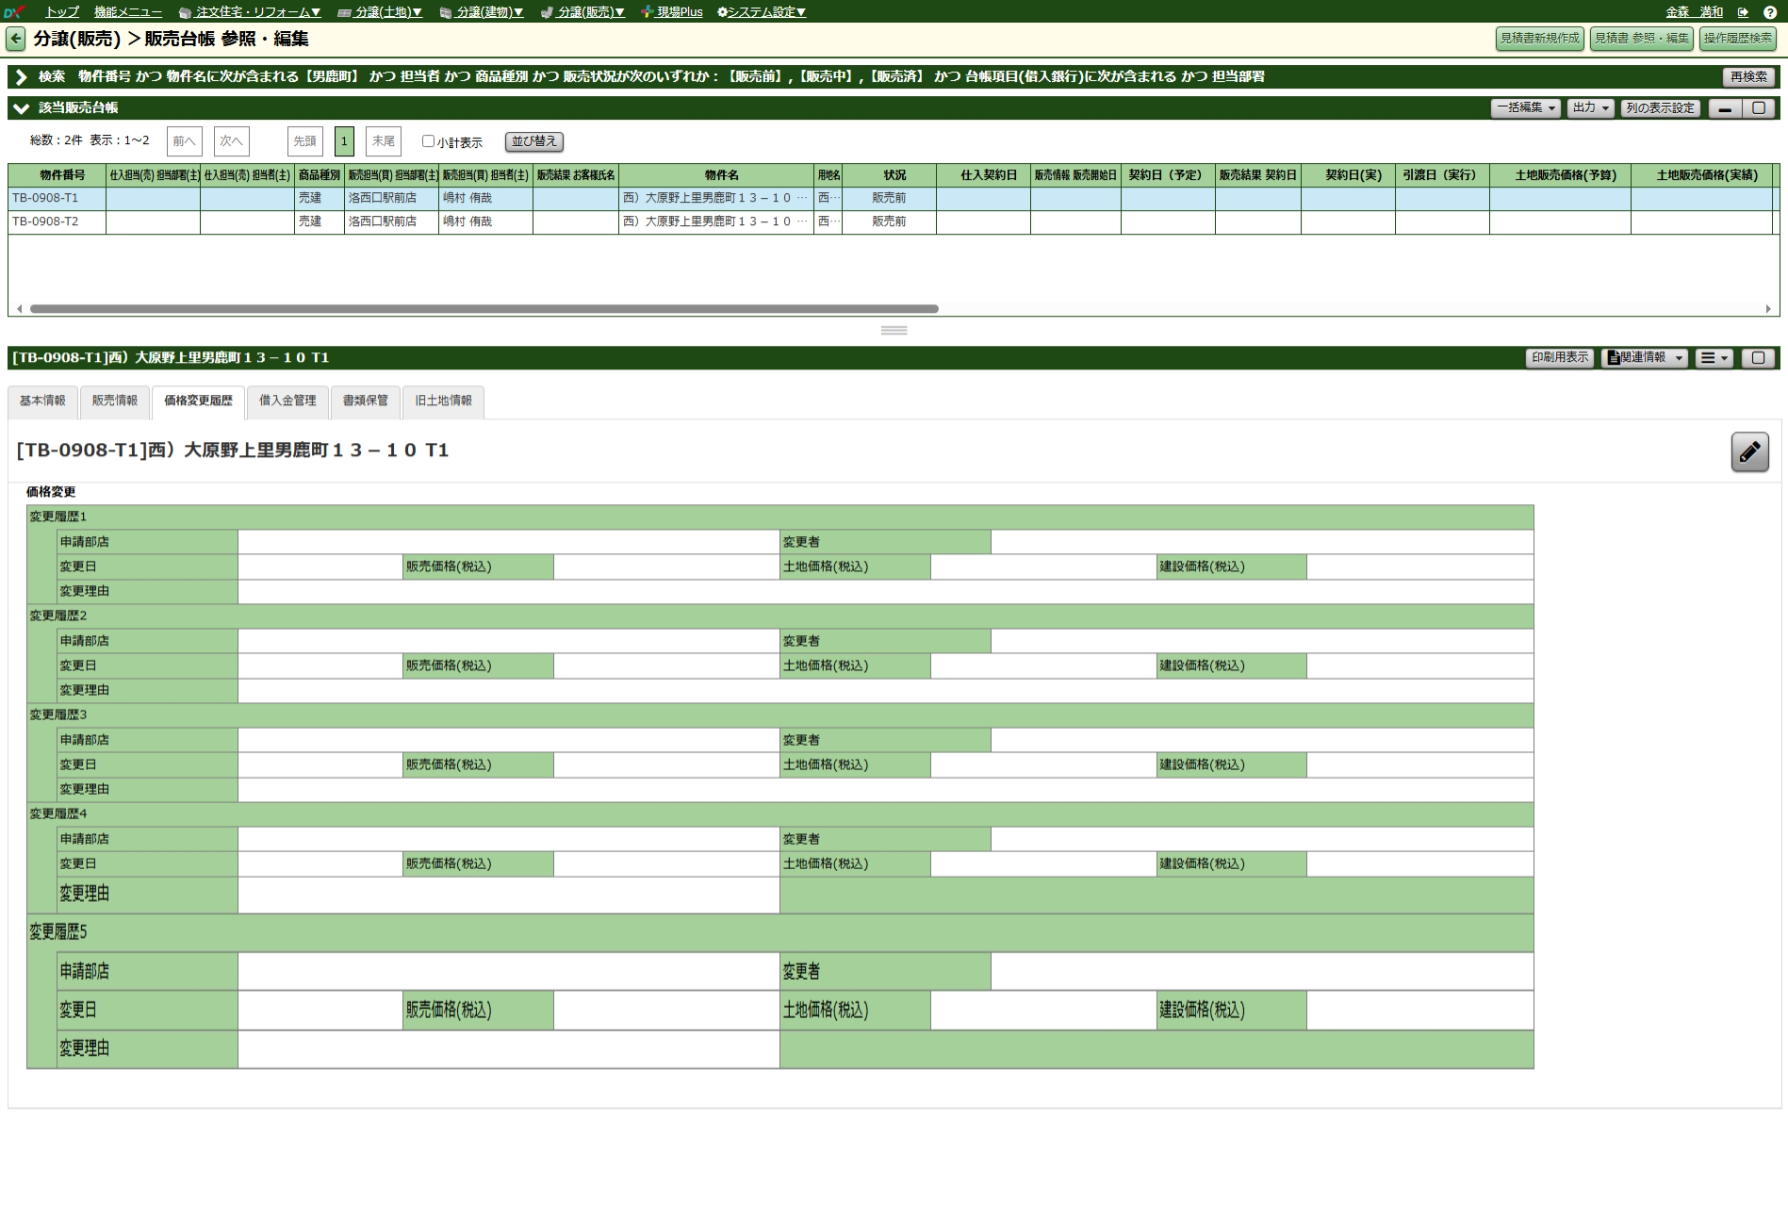 DX トップ 機能メニュー 注文住宅・リフォーム▼ 分譲(土地)▼ 分譲(建物)▼ 分譲(販売)▼ 現場Plus システム設定▼ 金森 満和
分譲(販売) ＞販売台帳 参照・編集 見積書新規作成 見積書 参照・編集 操作履歴検索
検索 物件番号 かつ 物件名に次が含まれる【男鹿町】 かつ 担当者 かつ 商品種別 かつ 販売状況が次のいずれか：【販売前】,【販売中】,【販売済】 かつ 台帳項目(借入銀行)に次が含まれる かつ 担当部署 再検索
該当販売台帳 一括編集 ▼ 出力 ▼ 列の表示設定
総数：2件 表示：1～2 前へ 次へ 先頭 1 末尾 小計表示 並び替え
物件番号 仕入担当(売) 担当部署(主) 仕入担当(売) 担当者(主) 商品種別 販売担当(買) 担当部署(主) 販売担当(買) 担当者(主) 販売結果 お客様氏名 物件名 用地名 状況 仕入契約日 販売情報 販売開始日 契約日（予定） 販売結果 契約日 契約日(実) 引渡日（実行） 土地販売価格(予算) 土地販売価格(実績)
TB-0908-T1 売建 洛西口駅前店 嶋村 侑哉 西）大原野上里男鹿町１３－１０ … 西… 販売前
TB-0908-T2 売建 洛西口駅前店 嶋村 侑哉 西）大原野上里男鹿町１３－１０ … 西… 販売前
[TB-0908-T1]西）大原野上里男鹿町１３－１０ T1 印刷用表示 関連情報 ▼
基本情報 販売情報 価格変更履歴 借入金管理 書類保管 旧土地情報
[TB-0908-T1]西）大原野上里男鹿町１３－１０ T1
価格変更
変更履歴1
申請部店 変更者
変更日 販売価格(税込) 土地価格(税込) 建設価格(税込)
変更理由
変更履歴2
申請部店 変更者
変更日 販売価格(税込) 土地価格(税込) 建設価格(税込)
変更理由
変更履歴3
申請部店 変更者
変更日 販売価格(税込) 土地価格(税込) 建設価格(税込)
変更理由
変更履歴4
申請部店 変更者
変更日 販売価格(税込) 土地価格(税込) 建設価格(税込)
変更理由
変更履歴5
申請部店 変更者
変更日 販売価格(税込) 土地価格(税込) 建設価格(税込)
変更理由